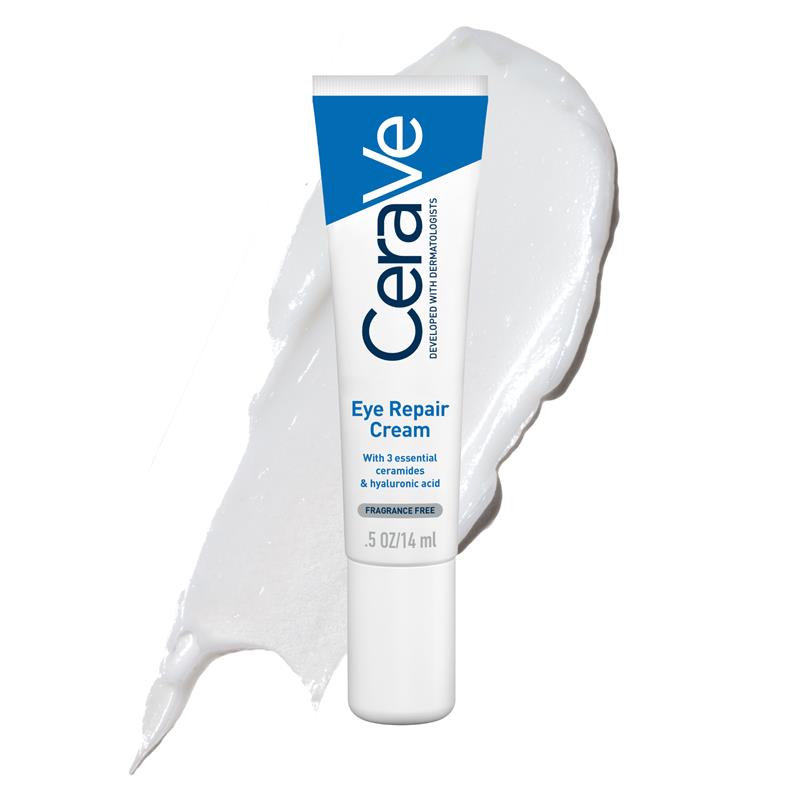 CeraVe
DEVELOPED WITH DERMATOLOGISTS
Eye Repair
Cream
With 3 essential
ceramides
& hyaluronic acid
FRAGRANCE FREE
.5 OZ/14 ml